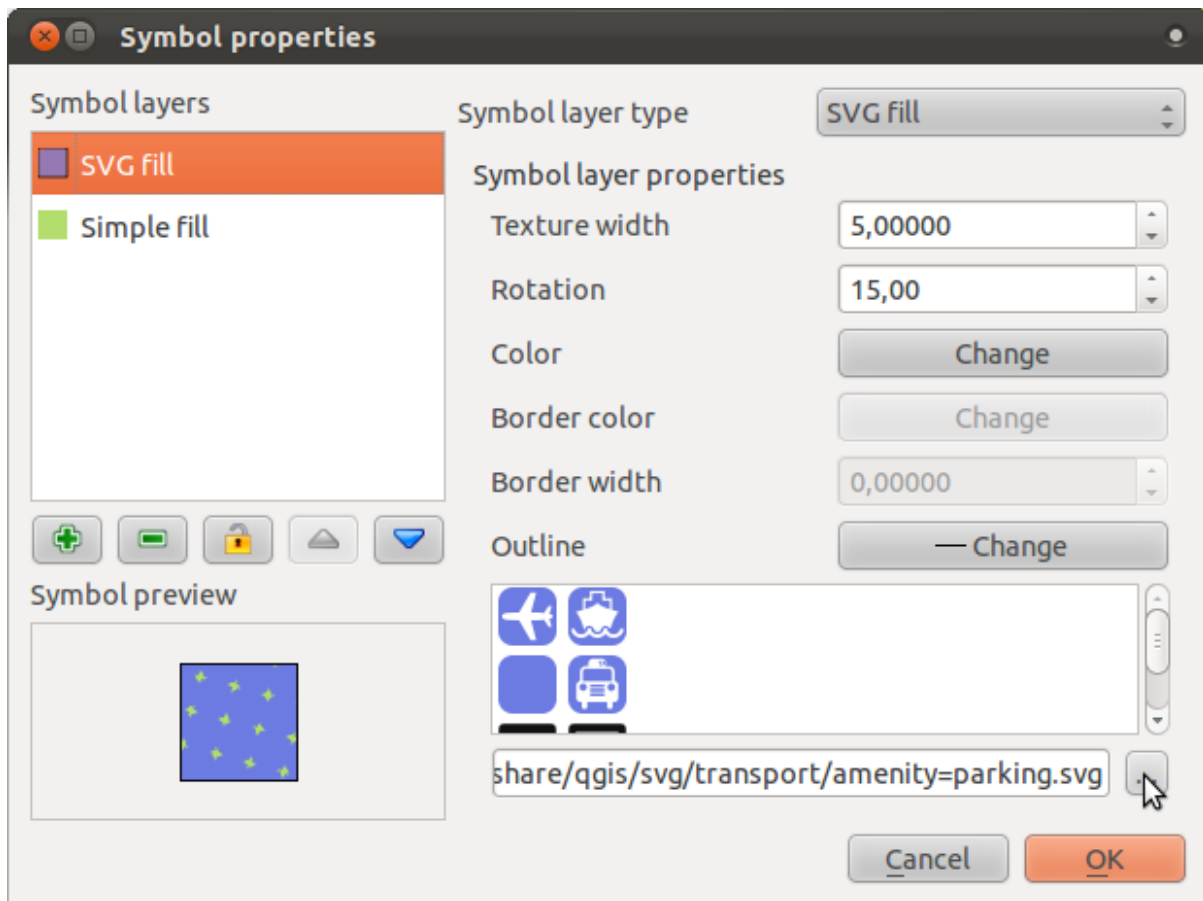 Symbol properties
Symbol layers
SVG fill
Simple fill
Symbol preview
Symbol layer type
SVG fill
Symbol layer properties
Texture width
5,00000
Rotation
15,00
Color
Change
Border color
Change
Border width
0,00000
Outline
Change
share/qgis/svg/transport/amenity=parking.svg
...
Cancel
OK